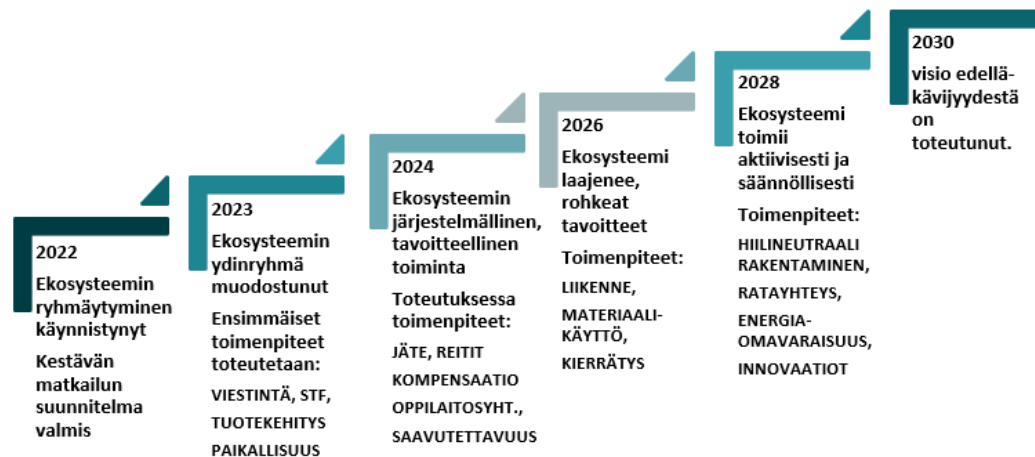 2022
Ekosysteemin
ryhmäytyminen
käynnistynyt
Kestävän
matkailun
suunnitelma
valmis
2023
Ekosysteemin
ydinryhmä
muodostunut
Ensimmäiset
toimenpiteet
toteutetaan:
VIESTINTÄ, STF,
TUOTEKEHITYS
PAIKALLISUUS
2024
Ekosysteemin
järjestelmällinen,
tavoitteellinen
toiminta
Toteutuksessa
toimenpiteet:
JÄTE, REITIT
KOMPENSAATIO
OPPILAITOSYHT.,
SAAVUTETTAVUUS
2026
Ekosysteemi
laajenee,
rohkeat
tavoitteet
Toimenpiteet:
LIIKENNE,
MATERIAALI-
KÄYTTÖ,
KIERRÄTYS
2028
Ekosysteemi
toimii
aktiivisesti ja
säännöllisesti
Toimenpiteet:
HIILINEUTRAALI
RAKENTAMINEN,
RATAYHTEYS,
ENERGIA-
OMAVARAISUUS,
INNOVAATIOT
2030
visio edellä-
kävijyydestä
on
toteutunut.